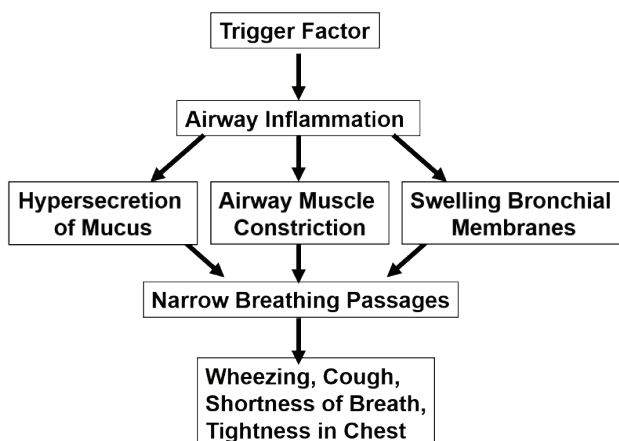 Trigger Factor
Airway Inflammation
Hypersecretion
of Mucus
Airway Muscle
Constriction
Swelling Bronchial
Membranes
Narrow Breathing Passages
Wheezing, Cough,
Shortness of Breath,
Tightness in Chest